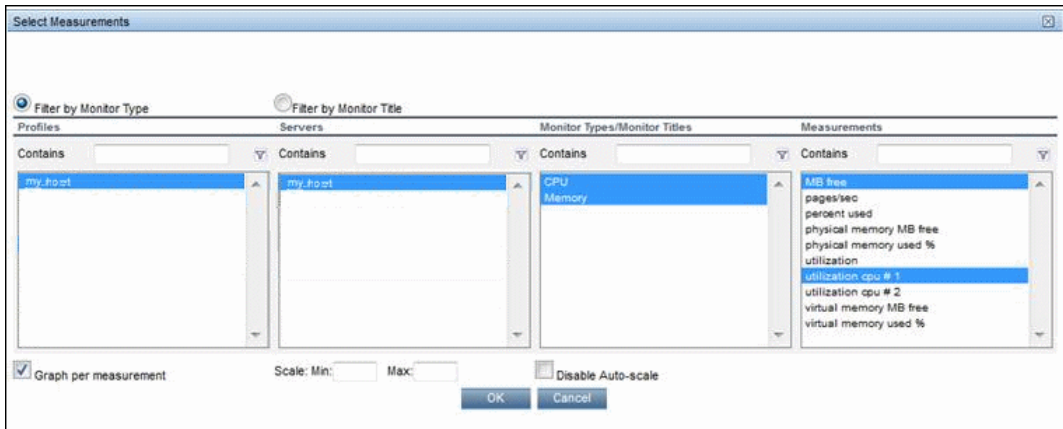 Select Measurements
Filter by Monitor Type Filter by Monitor Title
Profiles Servers Monitor Types/Monitor Titles Measurements
Contains Contains Contains Contains
my_host my_host CPU MB free
Memory pages/sec
percent used
physical memory MB free
physical memory used %
utilization
utilization cpu # 1
utilization cpu # 2
virtual memory MB free
virtual memory used %
Graph per measurement Scale: Min: Max: Disable Auto-scale
OK Cancel